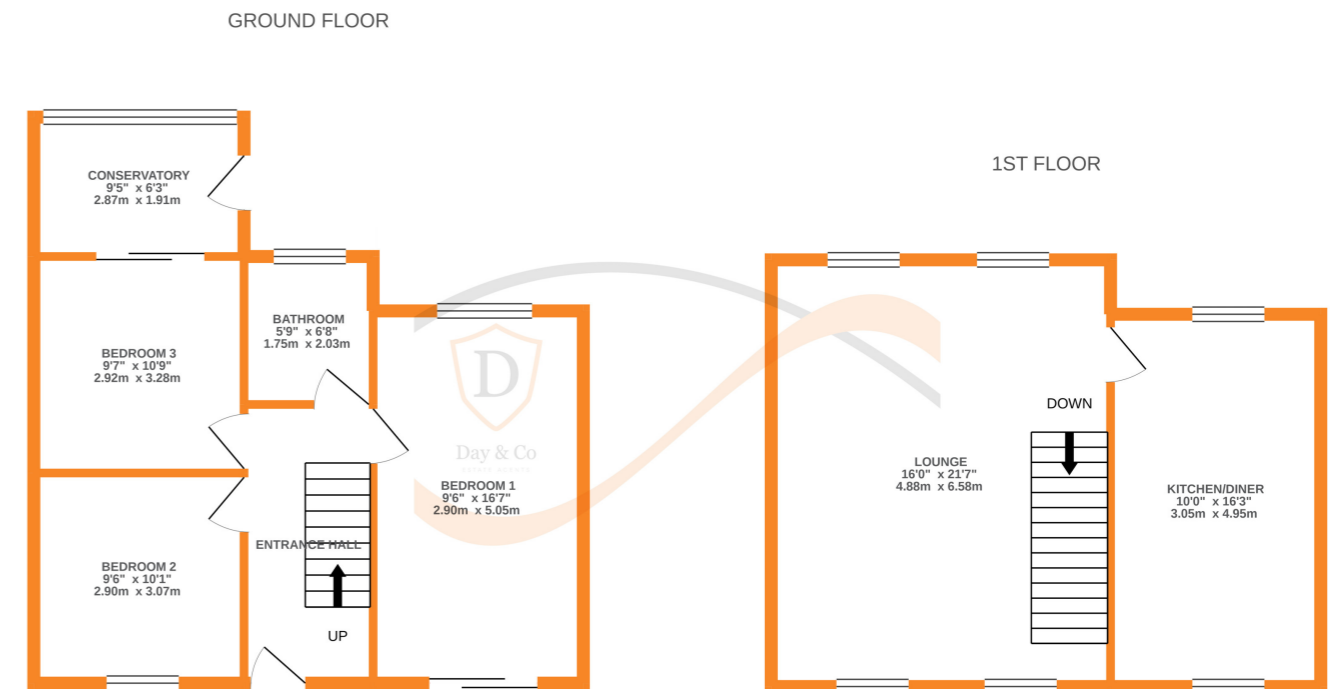 GROUND FLOOR
CONSERVATORY
9'5" x 6'3"
2.87m x 1.91m
BATHROOM
5'9" x 6'8"
1.75m x 2.03m
BEDROOM 3
9'7" x 10'9"
2.92m x 3.28m
D
Day & Co
ESTATE AGENTS
BEDROOM 1
9'6" x 16'7"
2.90m x 5.05m
ENTRANCE HALL
BEDROOM 2
9'6" x 10'1"
2.90m x 3.07m
UP
1ST FLOOR
DOWN
LOUNGE
16'0" x 21'7"
4.88m x 6.58m
KITCHEN/DINER
10'0" x 16'3"
3.05m x 4.95m